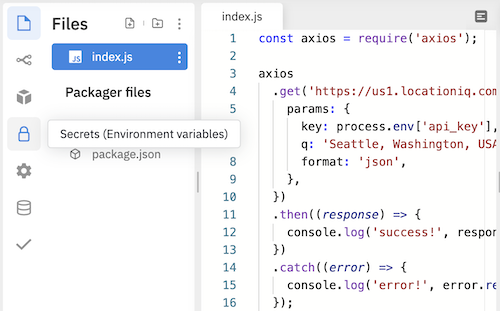 Files
JS index.js
Packager files
Secrets (Environment variables)
package.json
index.js
1 const axios = require('axios');
2
3 axios
4 .get('https://us1.locationiq.com
5 params: {
6 key: process.env['api_key'],
q: 'Seattle, Washington, USA
8 format: 'json',
9 },
10 })
11 .then((response) => {
12 console.log('success!', respon
13 })
14 .catch((error) => {
15 console.log('error!', error.re
16 });